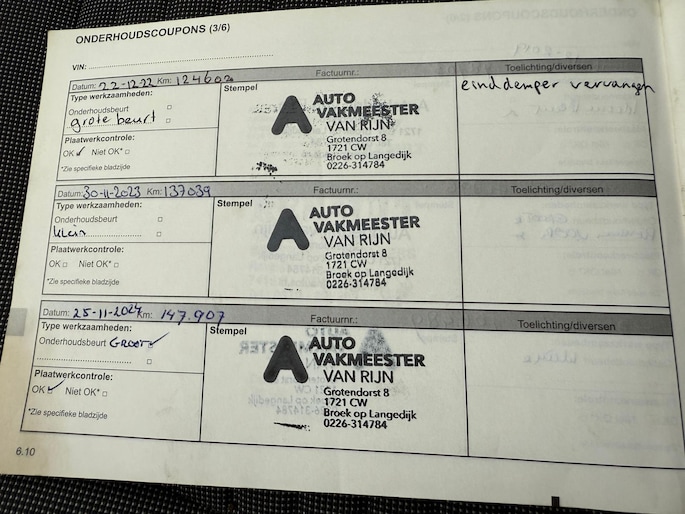 ONDERHOUDSCOUPONS (3/6)
VIN:
Datum: 22-12-22 Km: 124602 Factuurnr.: Toelichting/diversen
Type werkzaamheden:
Onderhoudsbeurt
grote beurt
Plaatwerkcontrole:
OK Niet OK*
*Zie specifieke bladzijde
Stempel
AUTO
VAKMEESTER
VAN RIJN
Grotendorst 8
1721 CW
Broek op Langedijk
0226-314784
einddemper vervangen
Datum: 30-11-2023 Km: 137039 Factuurnr.: Toelichting/diversen
Type werkzaamheden:
Onderhoudsbeurt
klein
Plaatwerkcontrole:
OK Niet OK*
*Zie specifieke bladzijde
Stempel
AUTO
VAKMEESTER
VAN RIJN
Grotendorst 8
1721 CW
Broek op Langedijk
0226-314784
Datum: 25-11-2024 Km: 147.907 Factuurnr.: Toelichting/diversen
Type werkzaamheden:
Onderhoudsbeurt GROOT
Plaatwerkcontrole:
OK Niet OK*
*Zie specifieke bladzijde
Stempel
AUTO
VAKMEESTER
VAN RIJN
Grotendorst 8
1721 CW
Broek op Langedijk
0226-314784
6.10